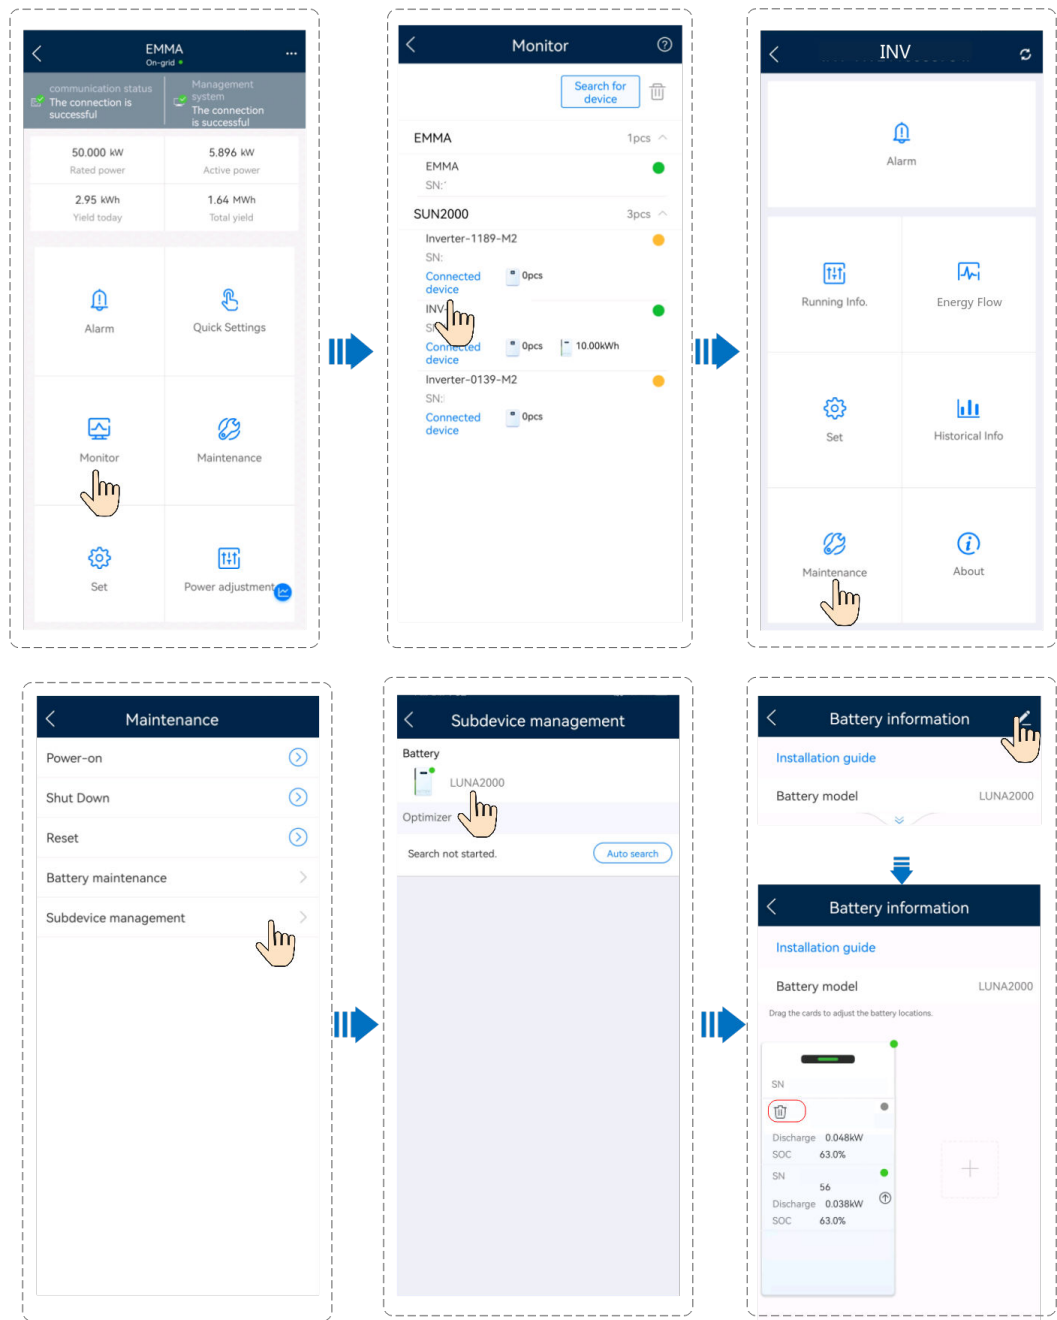 EMMA
On-grid
...
communication status
The connection is
successful
Management
system
The connection
is successful
50.000 kW
Rated power
5.896 kW
Active power
2.95 kWh
Yield today
1.64 MWh
Total yield
Alarm
Quick Settings
Monitor
Maintenance
Set
Power adjustment
Monitor
Search for
device
EMMA 1pcs
EMMA
SN:
SUN2000 3pcs
Inverter-1189-M2
SN:
Connected
device
0pcs
INV-
Connected
device
0pcs
10.00kWh
Inverter-0139-M2
SN:
Connected
device
0pcs
INV
Alarm
Running Info.
Energy Flow
Set
Historical Info
Maintenance
About
Maintenance
Power-on
Shut Down
Reset
Battery maintenance
Subdevice management
Subdevice management
Battery
LUNA2000
Optimizer
Search not started.
Auto search
Battery information
Installation guide
Battery model LUNA2000
Battery information
Installation guide
Battery model LUNA2000
Drag the cards to adjust the battery locations.
SN
Discharge 0.048kW
SOC 63.0%
SN
56
Discharge 0.038kW
SOC 63.0%